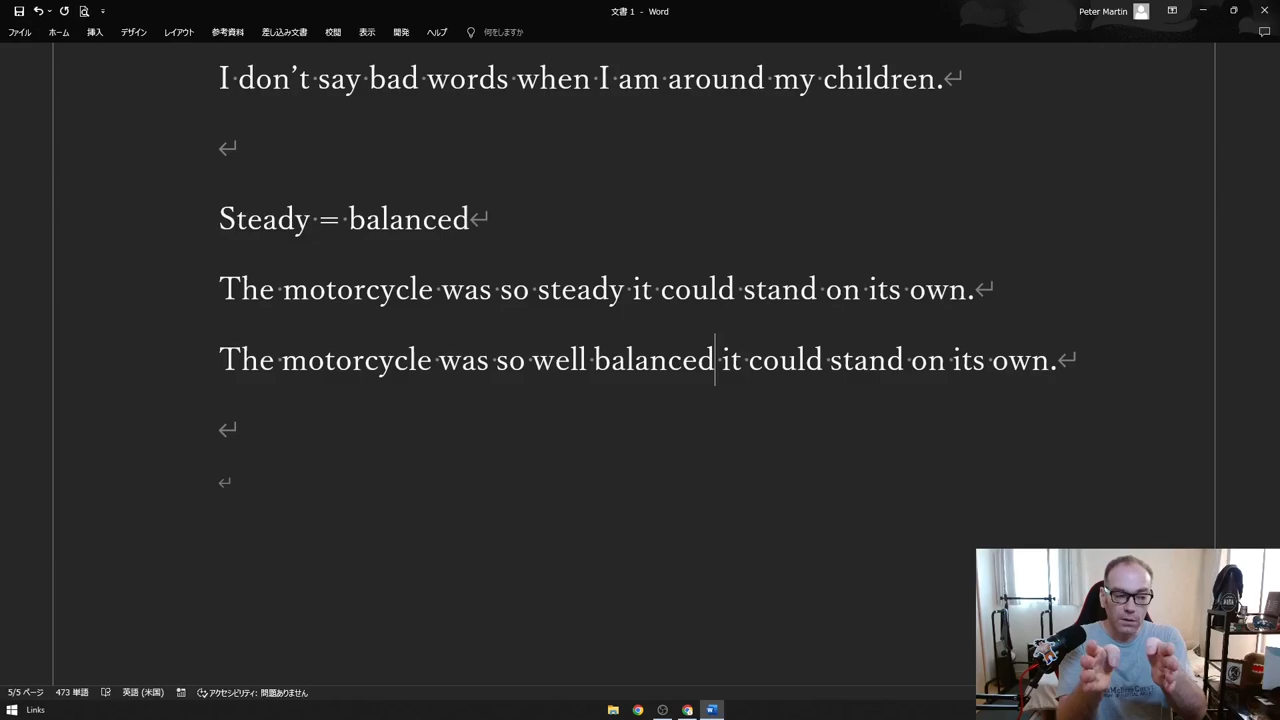 文書 1 - Word
Peter Martin
ファイル ホーム 挿入 デザイン レイアウト 参考資料 差し込み文書 校閲 表示 開発 ヘルプ 何をしますか
I don’t say bad words when I am around my children.
Steady = balanced
The motorcycle was so steady it could stand on its own.
The motorcycle was so well balanced it could stand on its own.
5/5 ページ 473 単語 英語 (米国) アクセシビリティ: 問題ありません
Links